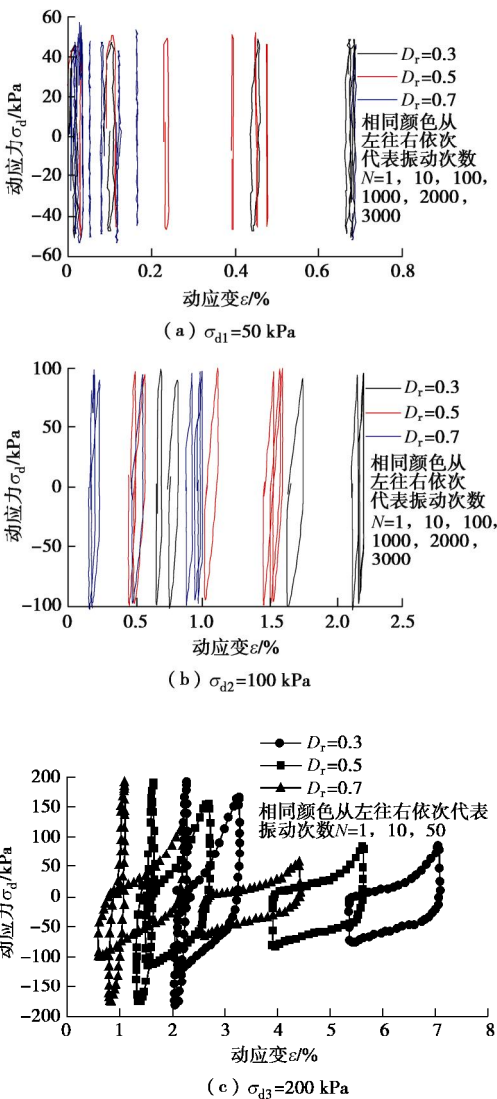 60
40
20
0
−20
−40
−60
动应力σd/kPa
Dr=0.3
Dr=0.5
Dr=0.7
相同颜色从
左往右依次
代表振动次数
N=1，10，100，
1000，2000，
3000
0 0.2 0.4 0.6 0.8
动应变ε/%
（a）σd1=50 kPa
100
50
0
−50
−100
动应力σd/kPa
Dr=0.3
Dr=0.5
Dr=0.7
相同颜色从
左往右依次
代表振动次数
N=1，10，100，
1000，2000，
3000
0 0.5 1.0 1.5 2.0 2.5
动应变ε/%
（b）σd2=100 kPa
Dr=0.3
Dr=0.5
Dr=0.7
相同颜色从左往右依次代表
振动次数N=1，10，50
200
150
100
50
0
−50
−100
−150
−200
动应力σd/kPa
0 1 2 3 4 5 6 7 8
动应变ε/%
（c）σd3=200 kPa